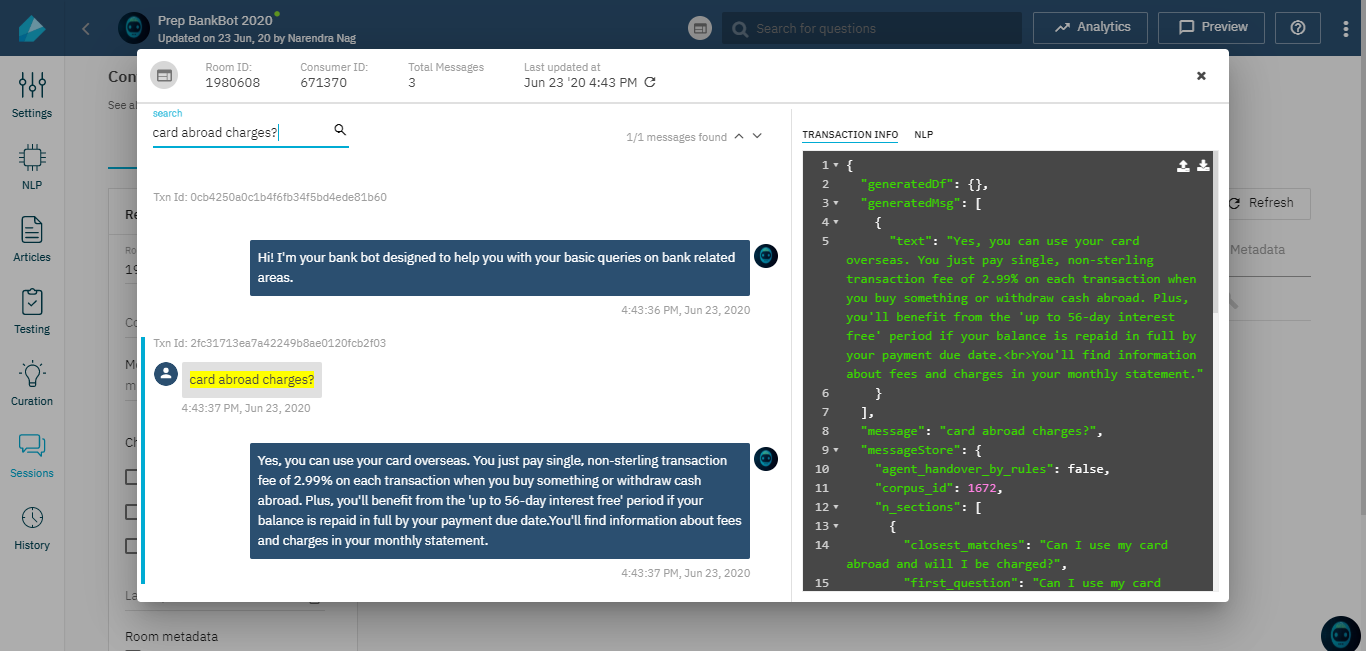 Prep BankBot 2020
Updated on 23 Jun, 20 by Narendra Nag
Search for questions
Analytics
Preview
Settings
NLP
Articles
Testing
Curation
Sessions
History
Room ID:
1980608
Consumer ID:
671370
Total Messages
3
Last updated at
Jun 23 '20 4:43 PM
search
card abroad charges?
1/1 messages found
Txn Id: 0cb4250a0c1b4f6fb34f5bd4ede81b60
Hi! I'm your bank bot designed to help you with your basic queries on bank related
areas.
4:43:36 PM, Jun 23, 2020
Txn Id: 2fc31713ea7a42249b8ae0120fcb2f03
card abroad charges?
4:43:37 PM, Jun 23, 2020
Yes, you can use your card overseas. You just pay single, non-sterling transaction
fee of 2.99% on each transaction when you buy something or withdraw cash
abroad. Plus, you'll benefit from the 'up to 56-day interest free' period if your
balance is repaid in full by your payment due date.You'll find information about fees
and charges in your monthly statement.
4:43:37 PM, Jun 23, 2020
TRANSACTION INFO
NLP
1 {
2 "generatedDf": {},
3 "generatedMsg": [
4 {
5 "text": "Yes, you can use your card
overseas. You just pay single, non-sterling
transaction fee of 2.99% on each transaction when
you buy something or withdraw cash abroad. Plus,
you'll benefit from the 'up to 56-day interest
free' period if your balance is repaid in full by
your payment due date.<br>You'll find information
about fees and charges in your monthly statement."
6 }
7 ],
8 "message": "card abroad charges?",
9 "messageStore": {
10 "agent_handover_by_rules": false,
11 "corpus_id": 1672,
12 "n_sections": [
13 {
14 "closest_matches": "Can I use my card
abroad and will I be charged?",
15 "first_question": "Can I use my card
Refresh
Metadata
Room metadata